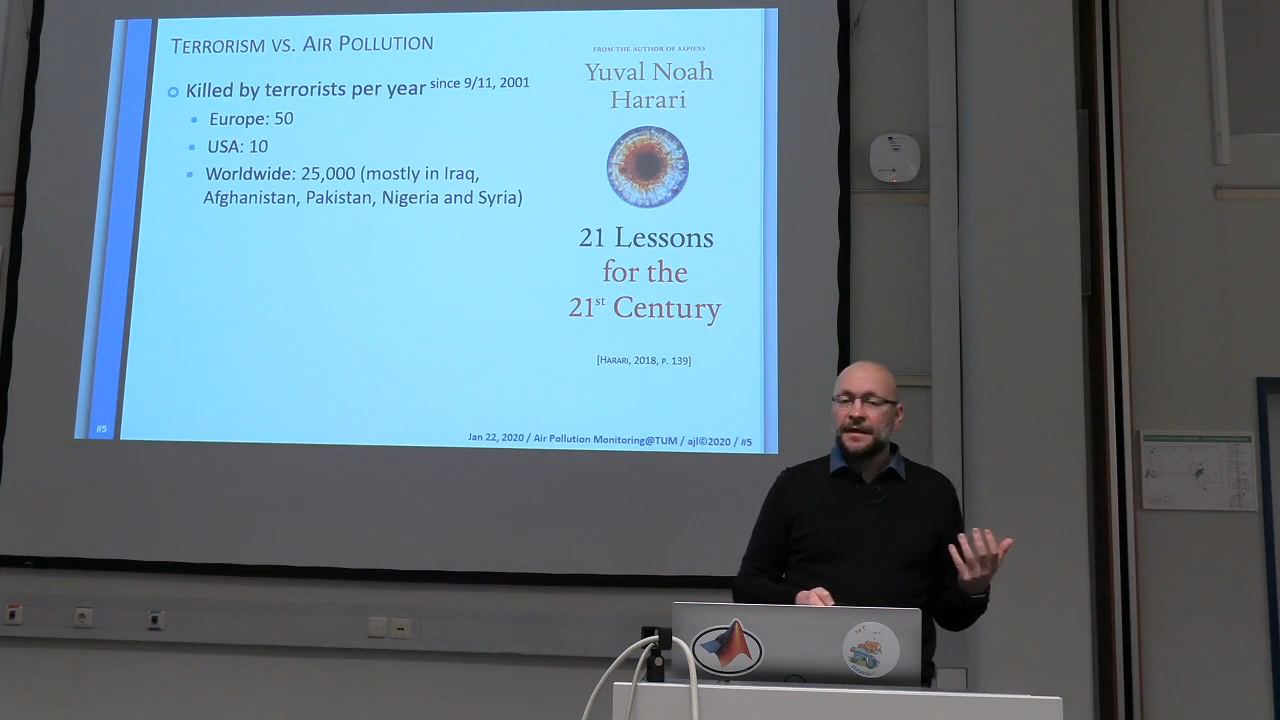 TERRORISM VS. AIR POLLUTION
Killed by terrorists per year since 9/11, 2001
Europe: 50
USA: 10
Worldwide: 25,000 (mostly in Iraq,
Afghanistan, Pakistan, Nigeria and Syria)
FROM THE AUTHOR OF SAPIENS
Yuval Noah
Harari
21 Lessons
for the
21st Century
[HARARI, 2018, P. 139]
#5
Jan 22, 2020 / Air Pollution Monitoring@TUM / ajl©2020 / #5